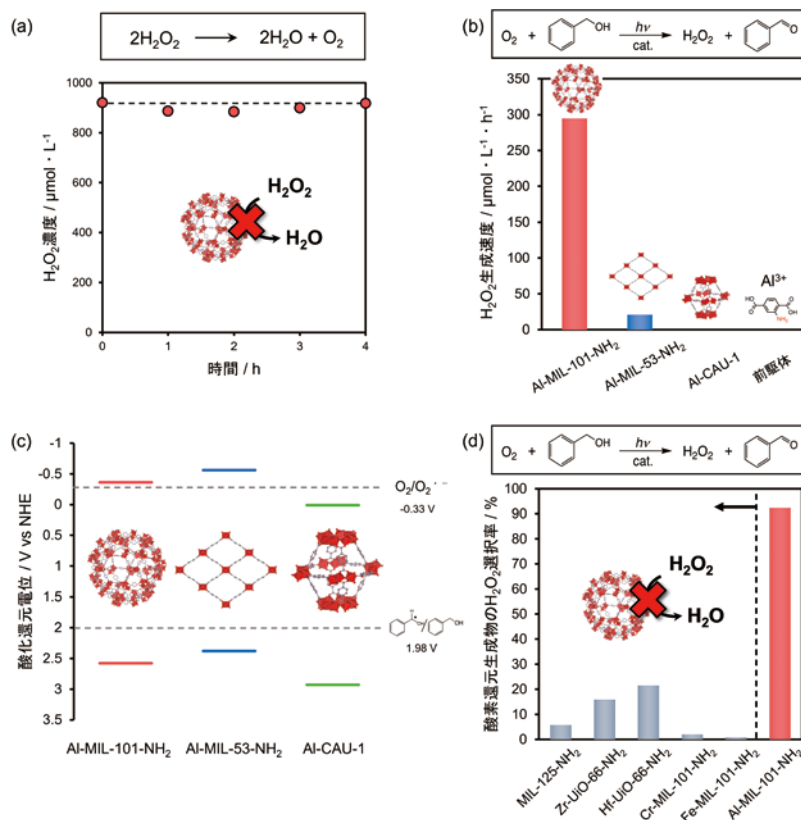 (a)
2H₂O₂ ⟶ 2H₂O + O₂
H₂O₂濃度 / μmol・L⁻¹
1000
800
600
400
200
0
H₂O₂
H₂O
0 1 2 3 4
時間 / h
(b)
O₂ + OH hν cat. H₂O₂ + O
H₂O₂生成速度 / μmol・L⁻¹・h⁻¹
350
300
250
200
150
100
50
0
Al³⁺
HO O O OH NH₂
Al-MIL-101-NH₂
Al-MIL-53-NH₂
Al-CAU-1
前駆体
(c)
酸化還元電位 / V vs NHE
-1
-0.5
0
0.5
1
1.5
2
2.5
3
3.5
O₂/O₂˙⁻
-0.33 V
OH
1.98 V
Al-MIL-101-NH₂ Al-MIL-53-NH₂ Al-CAU-1
(d)
O₂ + OH hν cat. H₂O₂ + O
酸素還元生成物のH₂O₂選択率 / %
100
90
80
70
60
50
40
30
20
10
0
H₂O₂
H₂O
MIL-125-NH₂
Zr-UiO-66-NH₂
Hf-UiO-66-NH₂
Cr-MIL-101-NH₂
Fe-MIL-101-NH₂
Al-MIL-101-NH₂